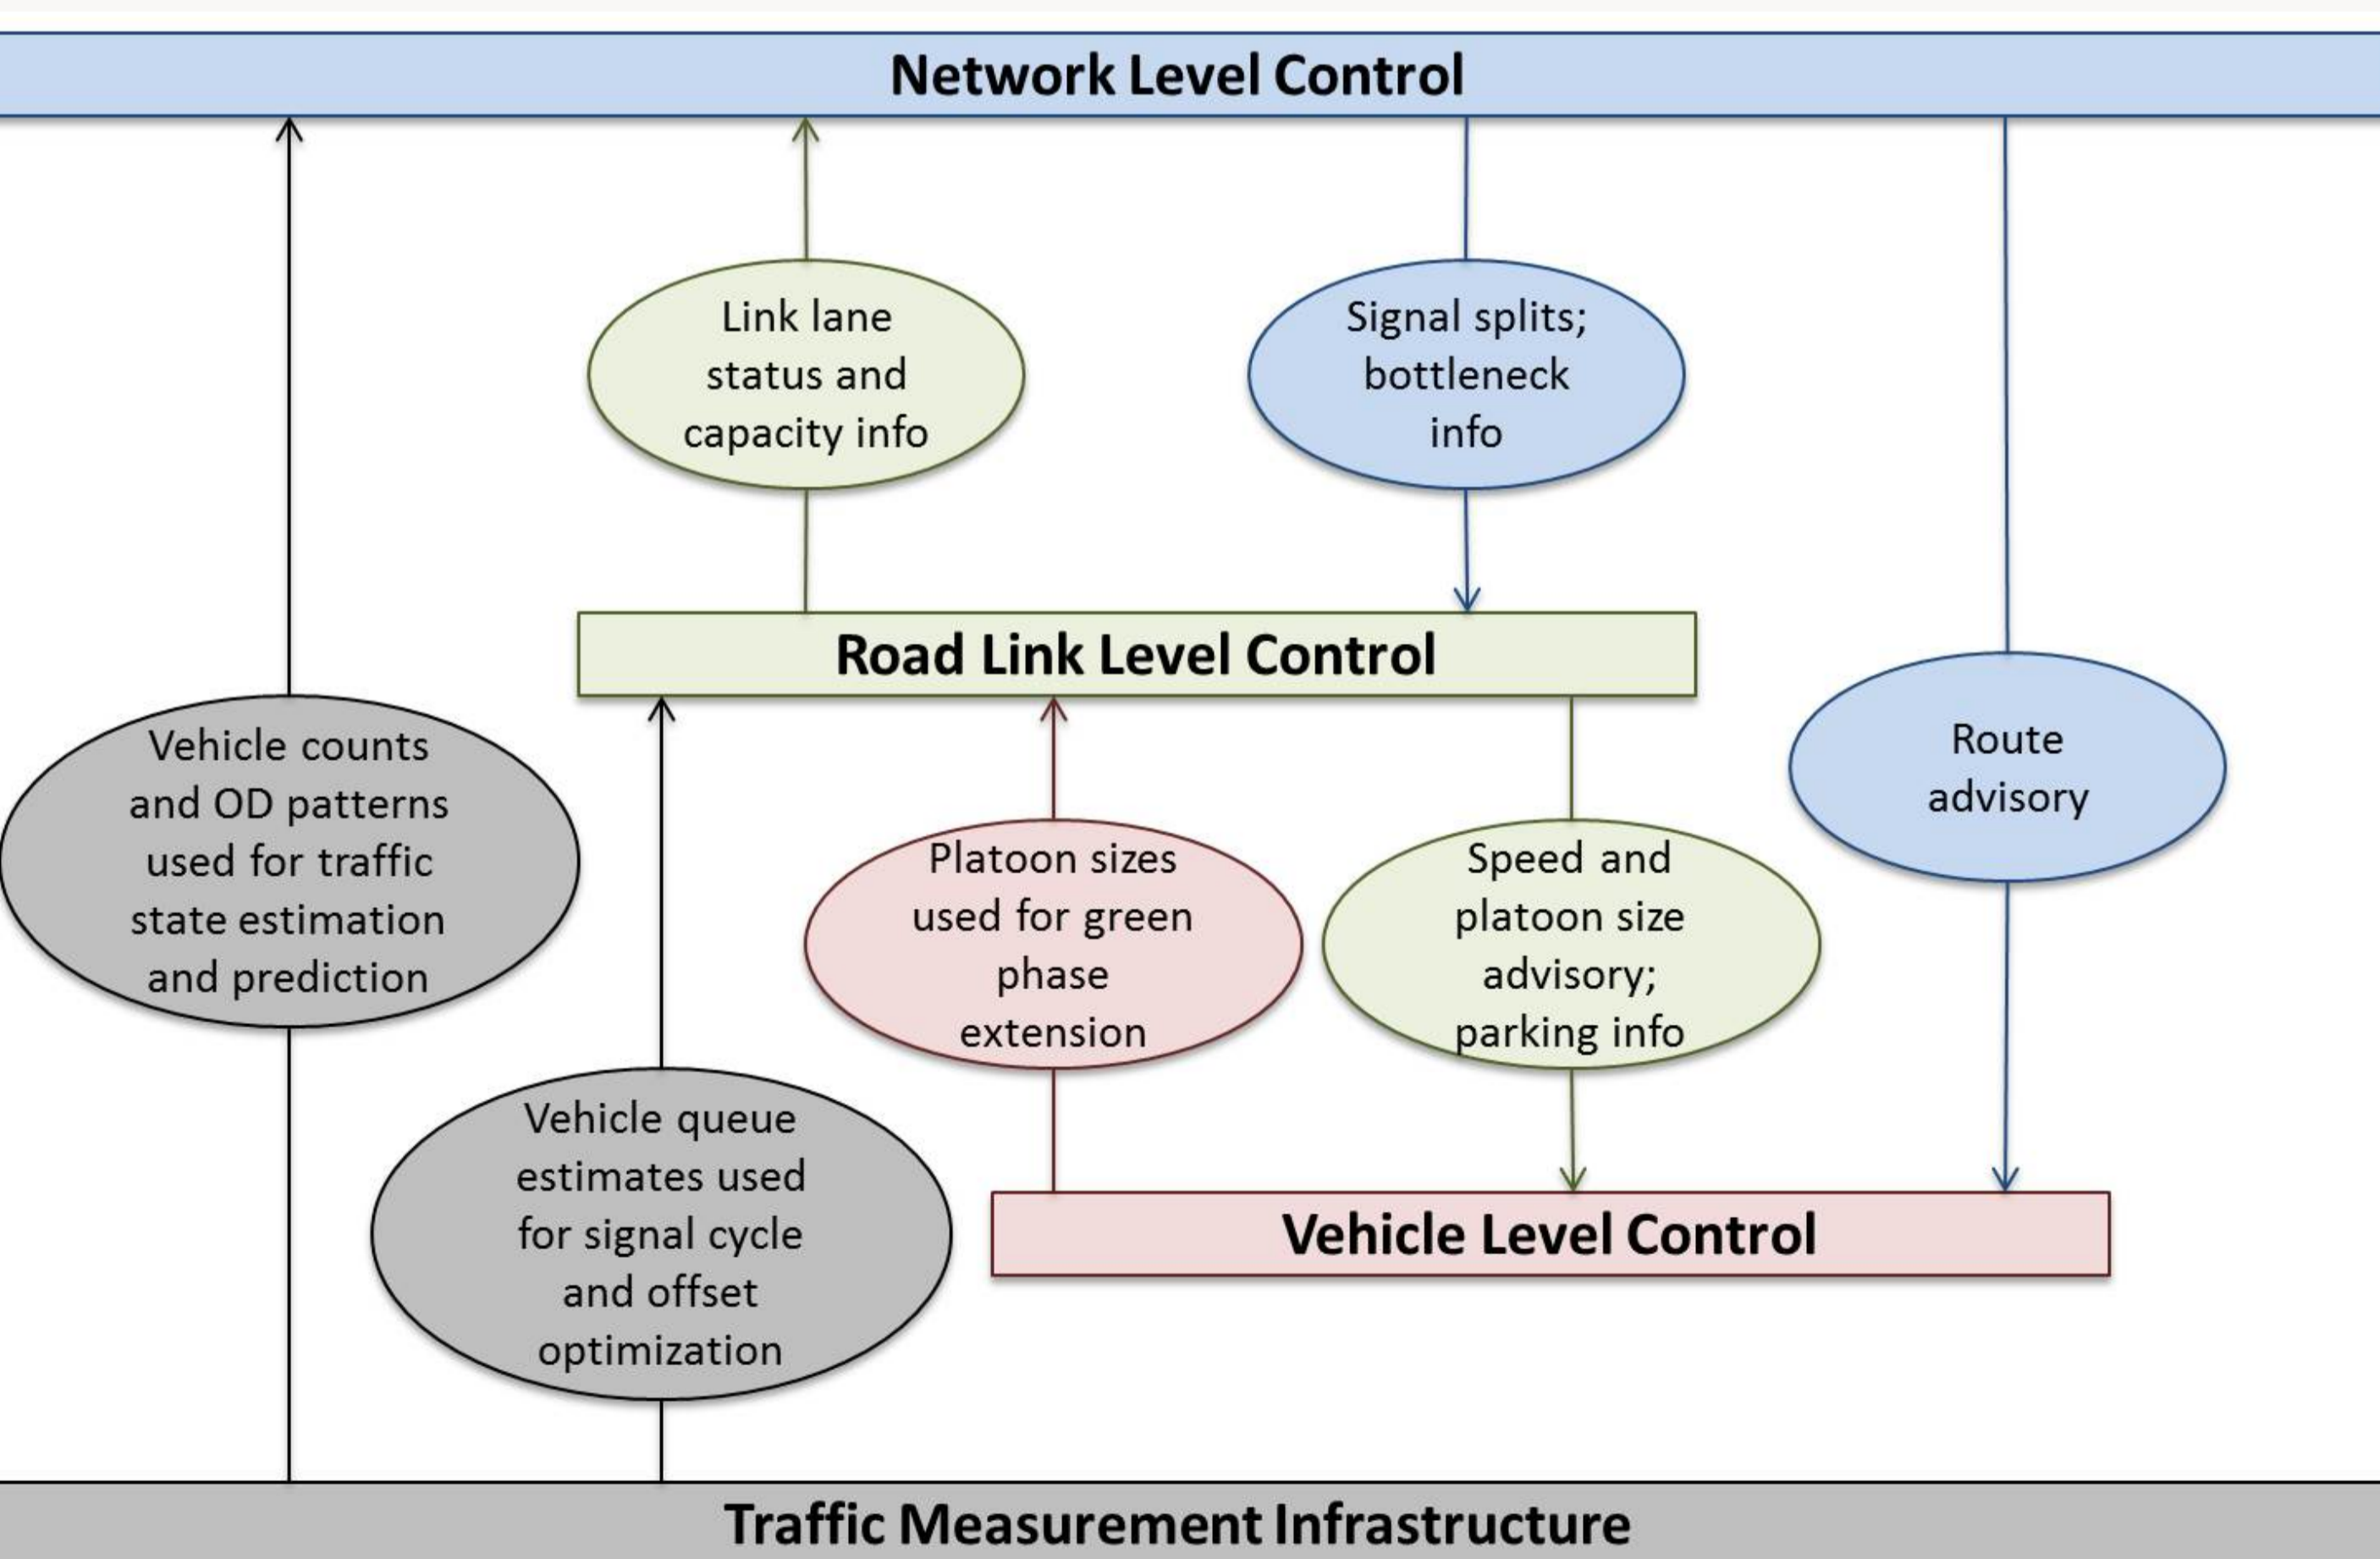 Network Level Control
Link lane
status and
capacity info
Signal splits;
bottleneck
info
Road Link Level Control
Vehicle counts
and OD patterns
used for traffic
state estimation
and prediction
Route
advisory
Platoon sizes
used for green
phase
extension
Speed and
platoon size
advisory;
parking info
Vehicle queue
estimates used
for signal cycle
and offset
optimization
Vehicle Level Control
Traffic Measurement Infrastructure